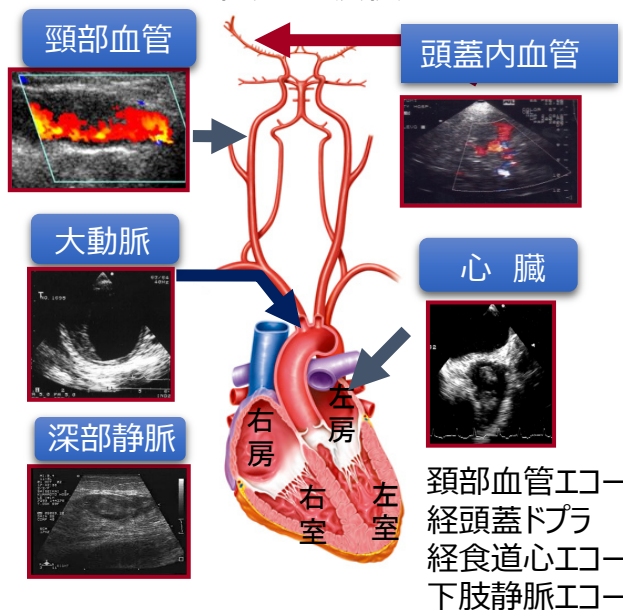 頸部血管
頭蓋内血管
大動脈
心 臓
深部静脈
右房
左房
右室
左室
頚部血管エコー
経頭蓋ドプラ
経食道心エコー
下肢静脈エコー